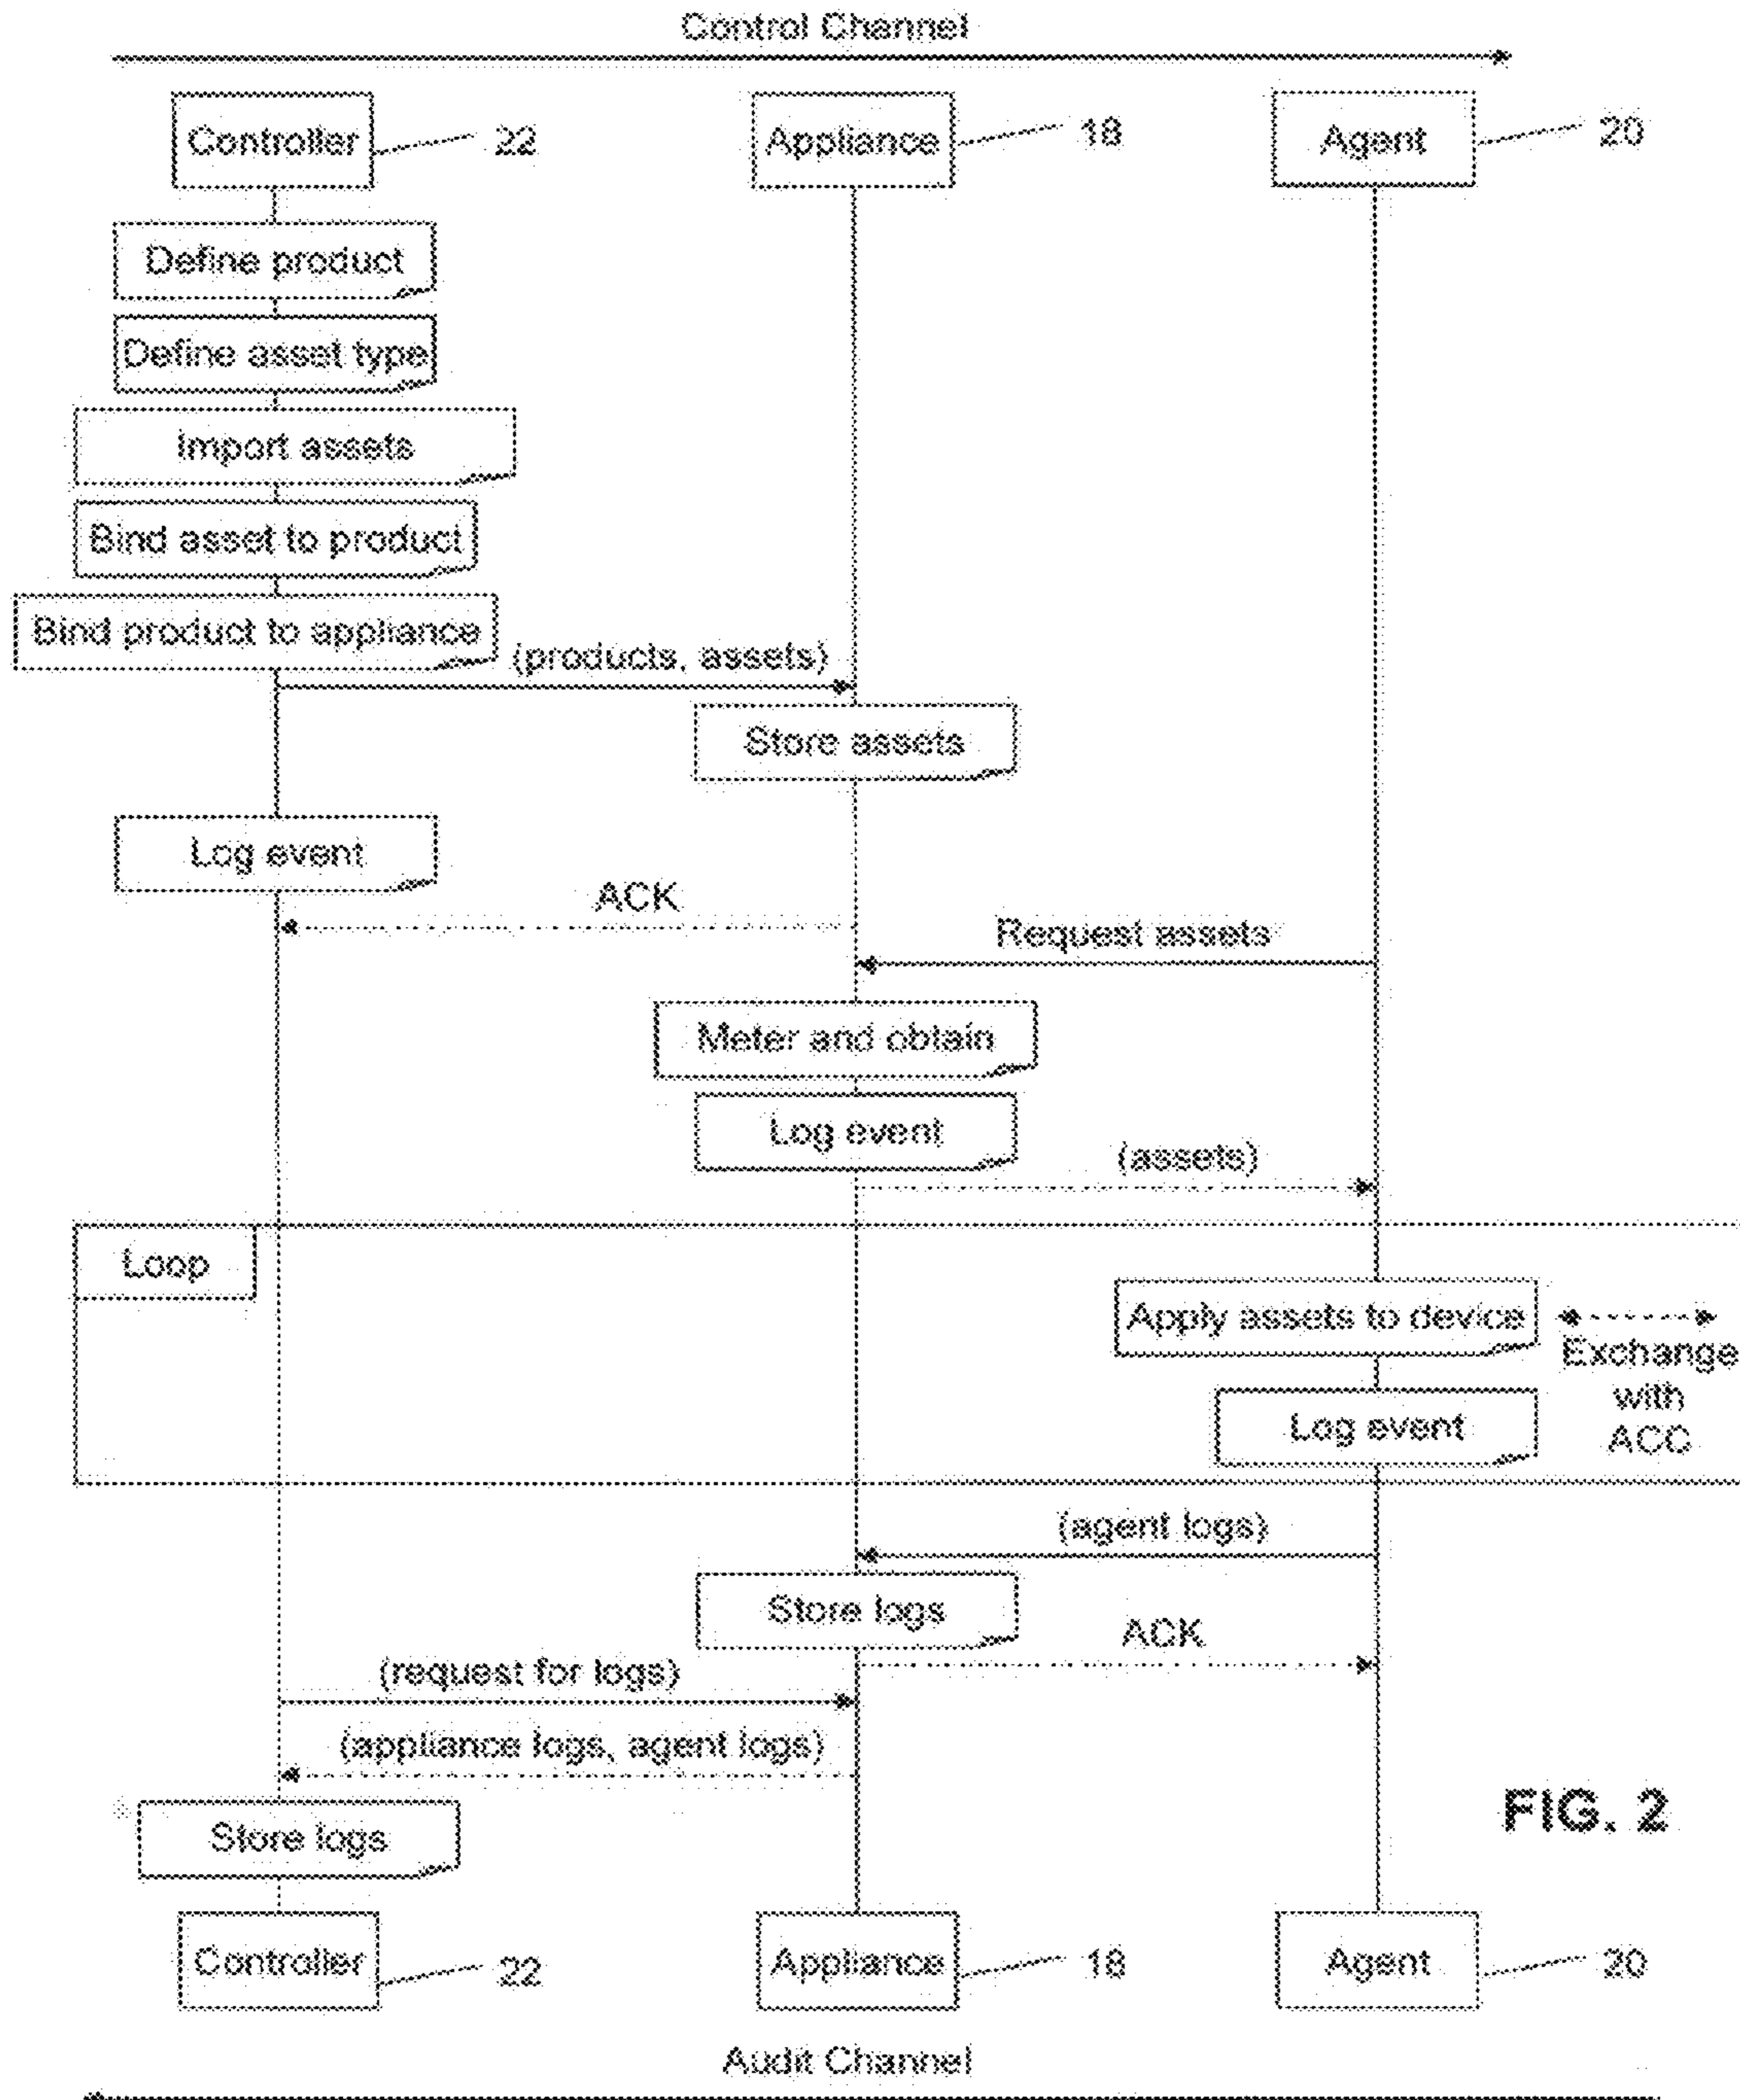 Control Channel
Controller
22
Appliance
18
Agent
20
Define product
Define asset type
Import assets
Bind asset to product
Bind product to appliance
(products, assets)
Store assets
Log event
ACK
Request assets
Meter and obtain
Log event
(assets)
Loop
Apply assets to device
Exchange
with
ACC
Log event
(agent logs)
Store logs
ACK
(request for logs)
(appliance logs, agent logs)
Store logs
FIG. 2
Controller
22
Appliance
18
Agent
20
Audit Channel